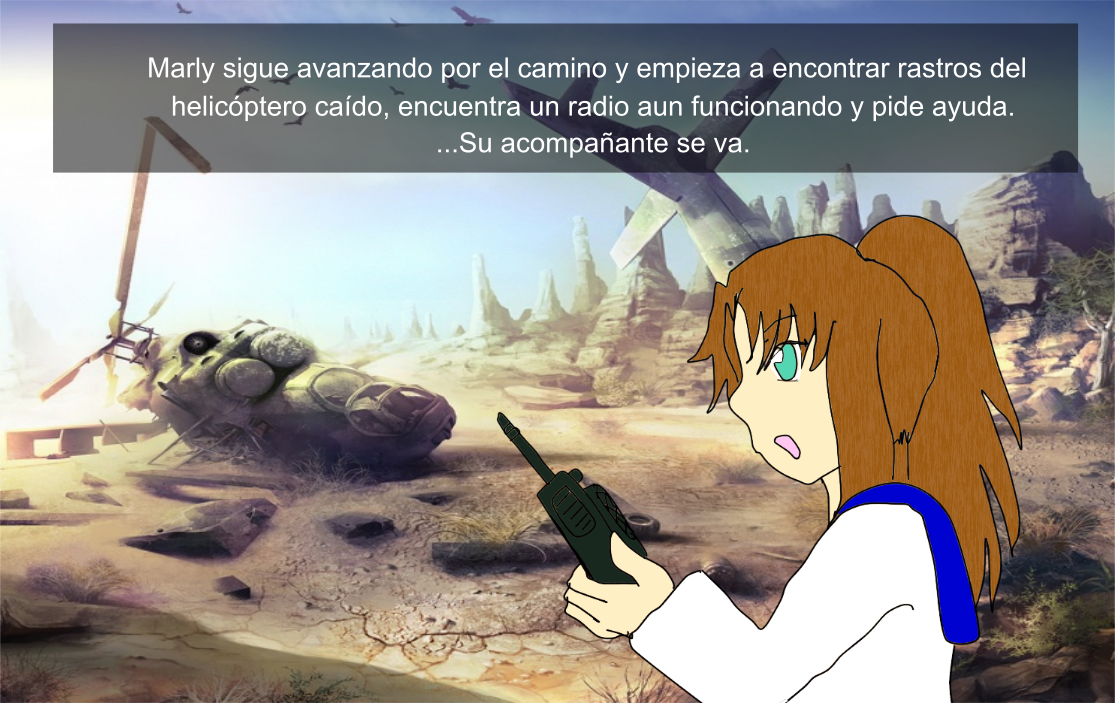 Marly sigue avanzando por el camino y empieza a encontrar rastros del
helicóptero caído, encuentra un radio aun funcionando y pide ayuda.
...Su acompañante se va.